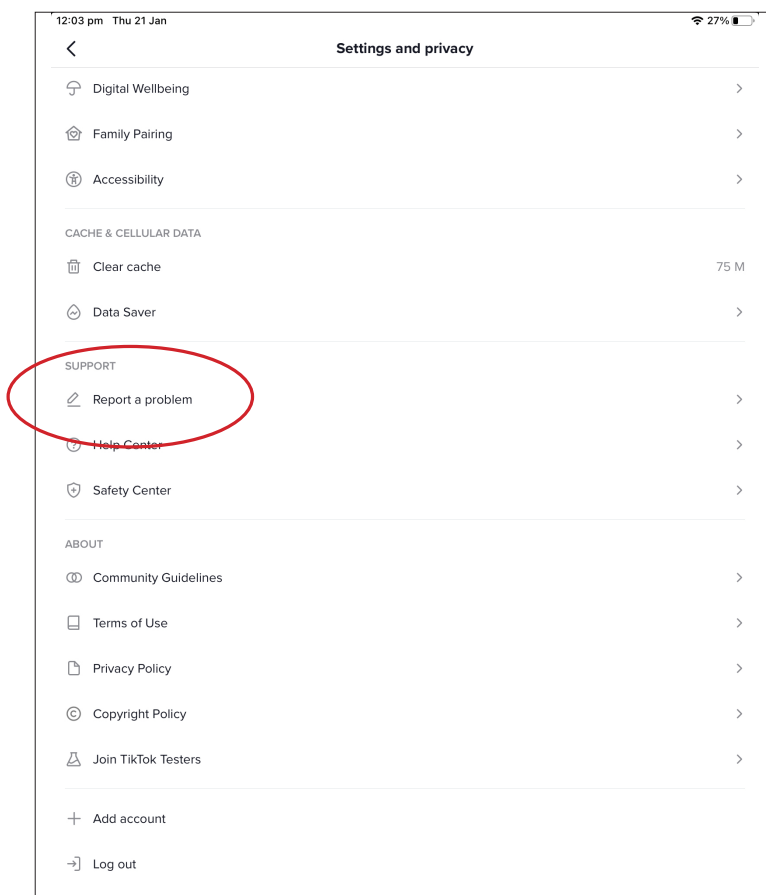 12:03 pm Thu 21 Jan 27%
Settings and privacy
Digital Wellbeing
Family Pairing
Accessibility
CACHE & CELLULAR DATA
Clear cache 75 M
Data Saver
SUPPORT
Report a problem
Help Center
Safety Center
ABOUT
Community Guidelines
Terms of Use
Privacy Policy
Copyright Policy
Join TikTok Testers
Add account
Log out